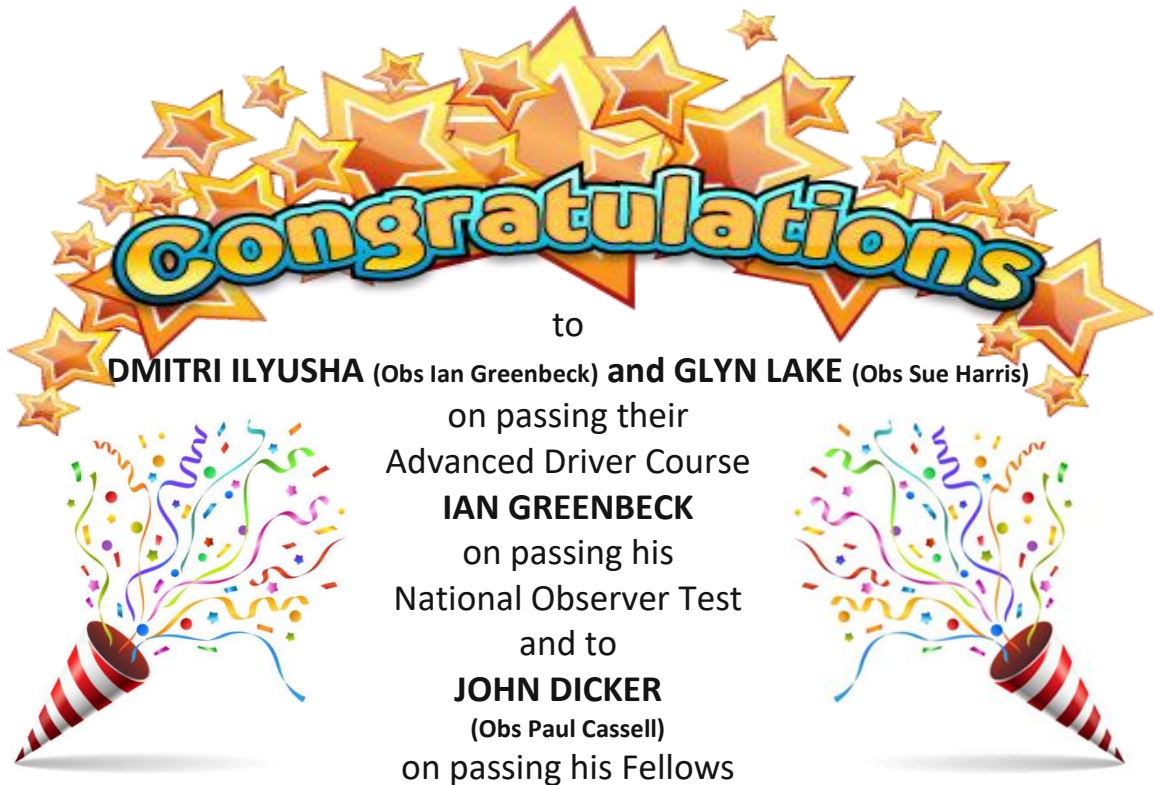 Congratulations
to
DMITRI ILYUSHA (Obs Ian Greenbeck) and GLYN LAKE (Obs Sue Harris)
on passing their
Advanced Driver Course
IAN GREENBECK
on passing his
National Observer Test
and to
JOHN DICKER
(Obs Paul Cassell)
on passing his Fellows